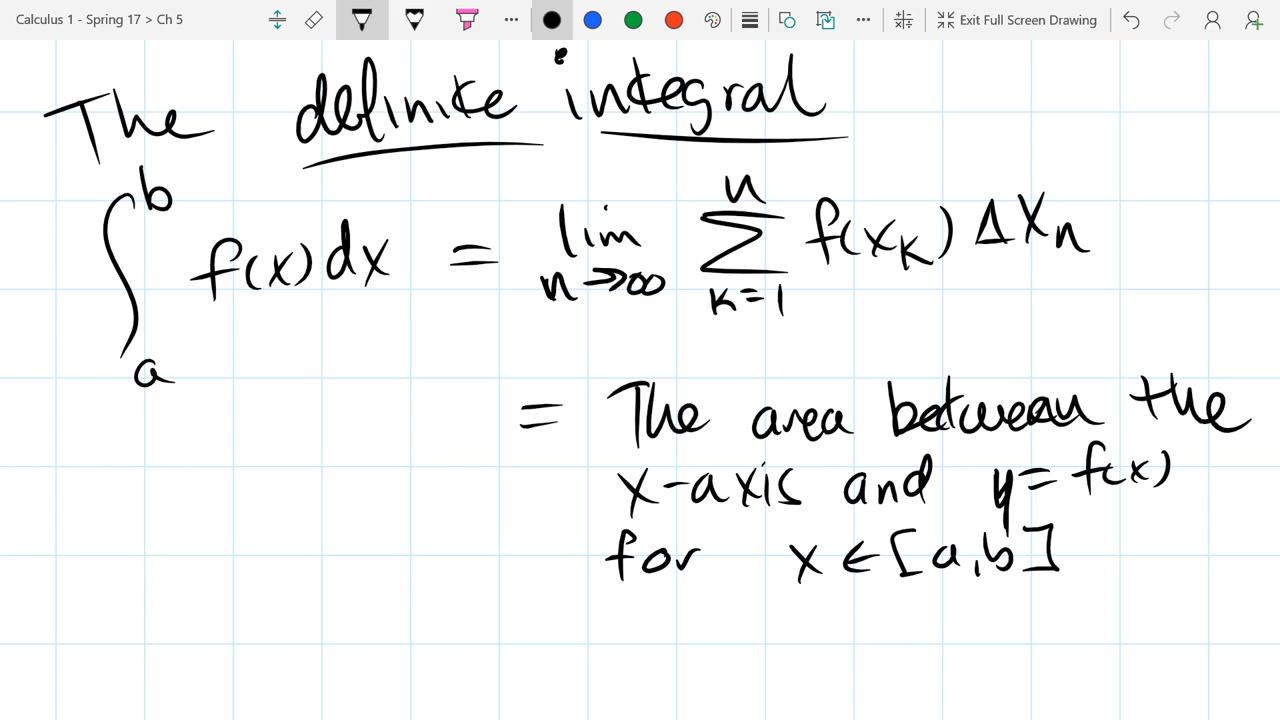 Calculus 1 - Spring 17 > Ch 5
Exit Full Screen Drawing
The definite integral
∫_a^b f(x)dx = lim_{n→∞} ∑_{k=1}^n f(x_k) Δx_n
= The area between the
x-axis and y=f(x)
for x ∈ [a,b]